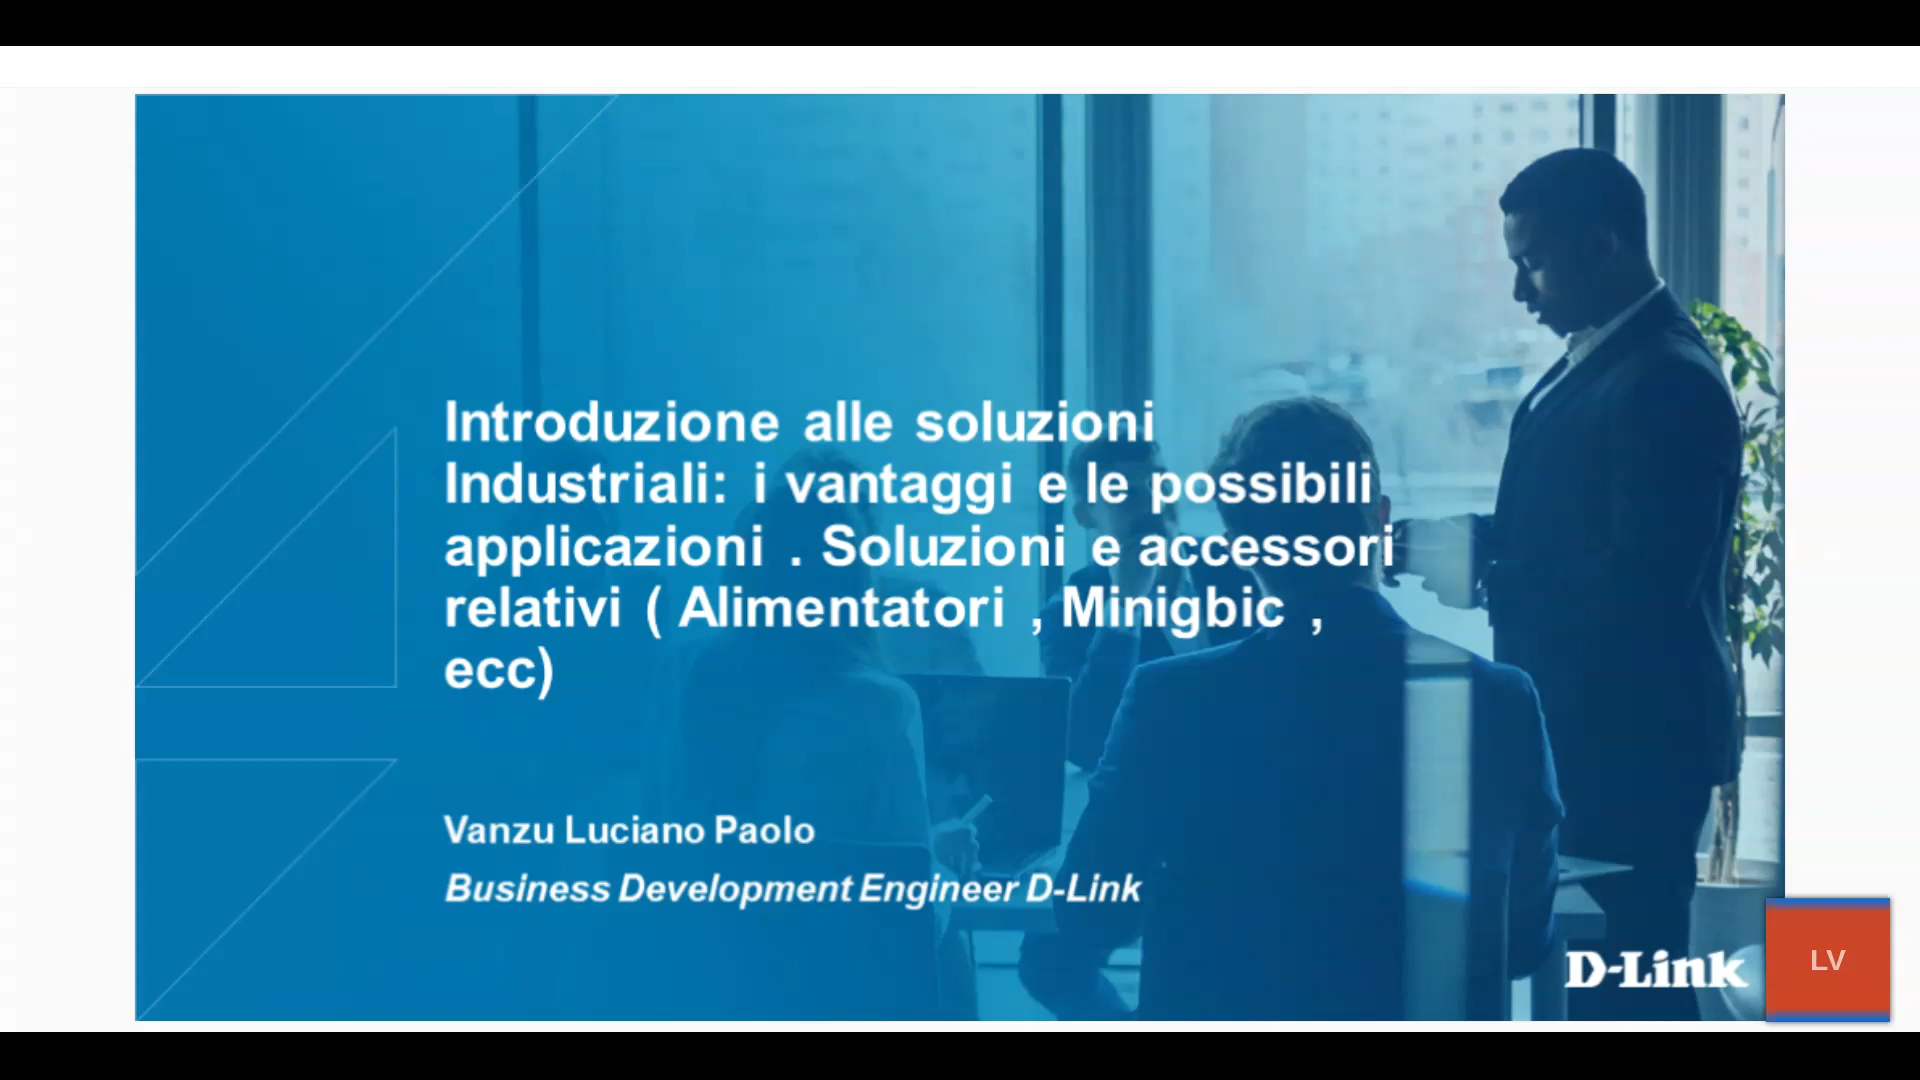 Introduzione alle soluzioni
Industriali: i vantaggi e le possibili
applicazioni . Soluzioni e accessori
relativi ( Alimentatori , Minigbic ,
ecc)
Vanzu Luciano Paolo
Business Development Engineer D-Link
D-Link
LV